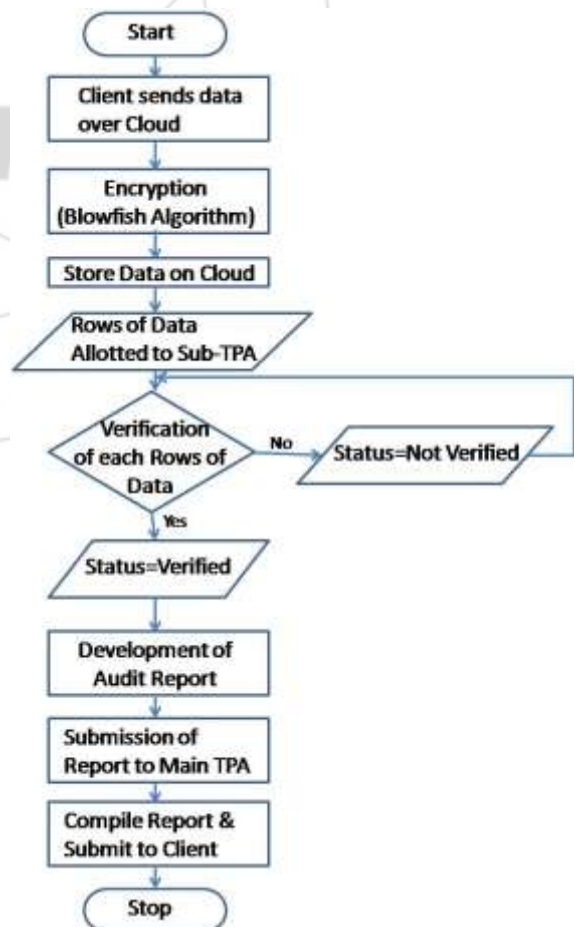 Start
Client sends data
over Cloud
Encryption
(Blowfish Algorithm)
Store Data on Cloud
Rows of Data
Allotted to Sub-TPA
Verification
of each Rows of
Data
No
Status=Not Verified
Yes
Status=Verified
Development of
Audit Report
Submission of
Report to Main TPA
Compile Report &
Submit to Client
Stop